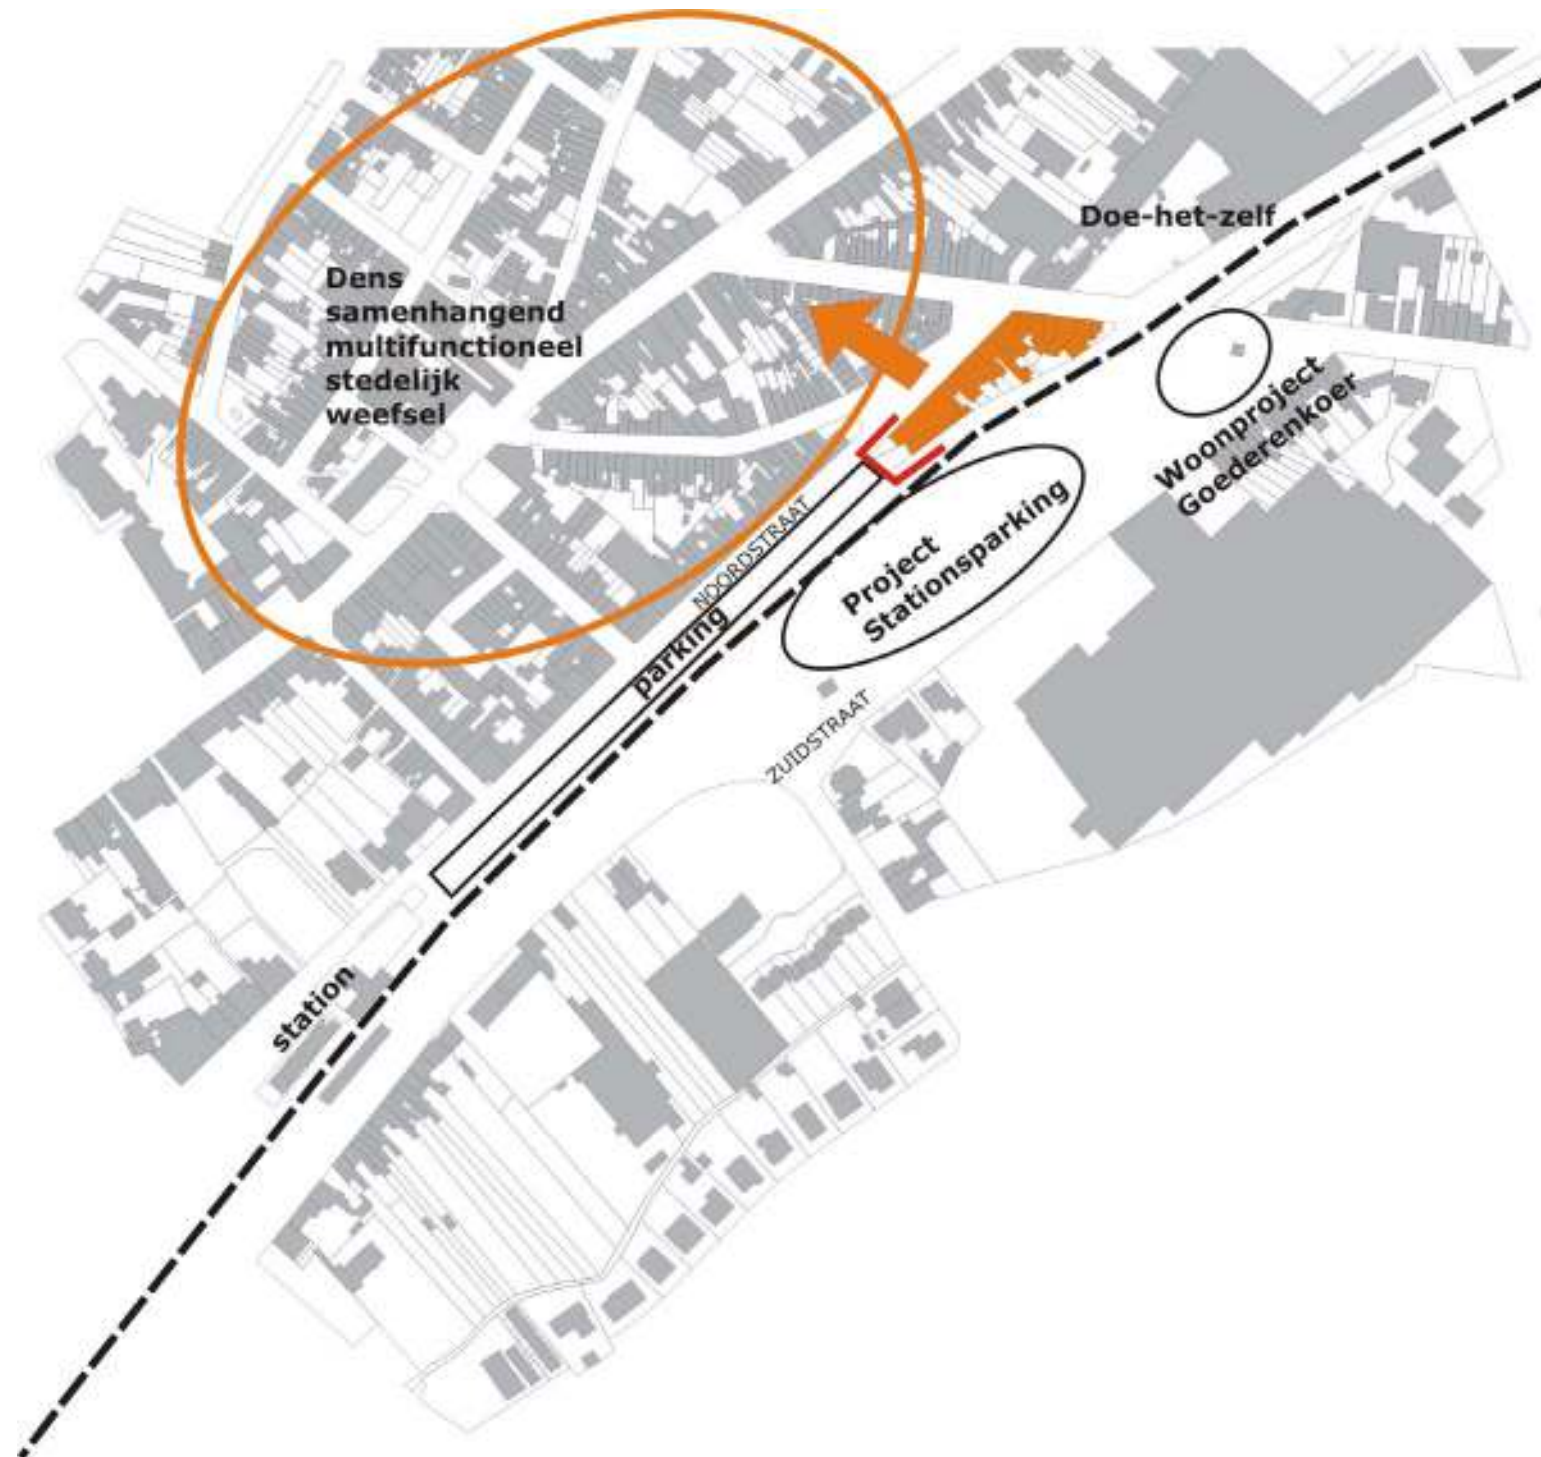 Doe-het-zelf
Dens
samenhangend
multifunctioneel
stedelijk
weefsel
Woonproject
Goederenkoer
NOORDSTRAAT
Project
Stationsparking
parking
ZUIDSTRAAT
station